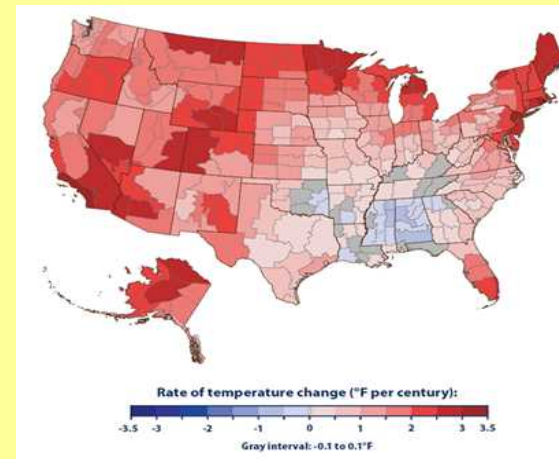 Rate of temperature change (°F per century):
-3.5 -3 -2 -1 0 1 2 3 3.5
Gray interval: -0.1 to 0.1°F